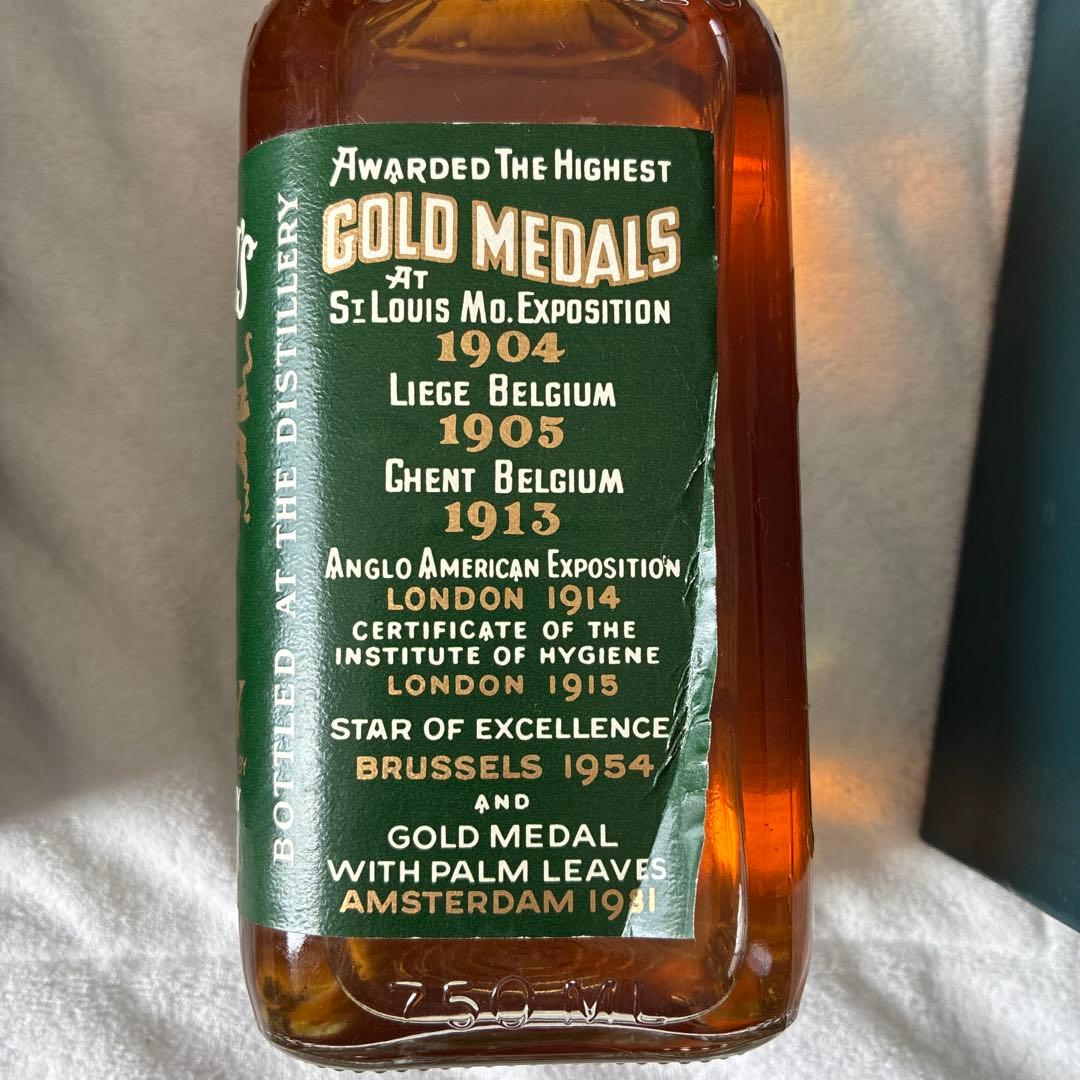 BOTTLED AT THE DISTILLERY
AWARDED THE HIGHEST
GOLD MEDALS
AT
ST LOUIS MO. EXPOSITION
1904
LIEGE BELGIUM
1905
GHENT BELGIUM
1913
ANGLO AMERICAN EXPOSITION
LONDON 1914
CERTIFICATE OF THE
INSTITUTE OF HYGIENE
LONDON 1915
STAR OF EXCELLENCE
BRUSSELS 1954
AND
GOLD MEDAL
WITH PALM LEAVES
AMSTERDAM 1981
750 ML